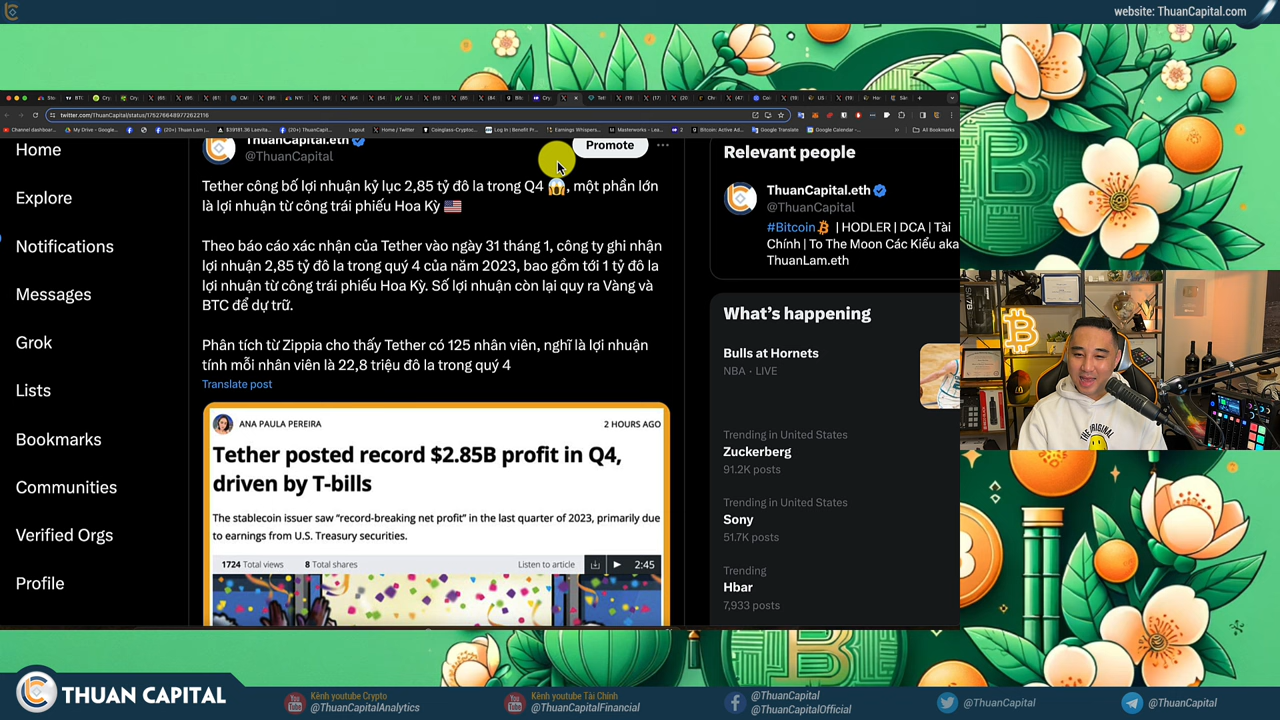 website: ThuanCapital.com
twitter.com/ThuanCapital/status/1752766489772622116
Home
Explore
Notifications
Messages
Grok
Lists
Bookmarks
Communities
Verified Orgs
Profile
ThuanCapital.eth
@ThuanCapital
Promote
Tether công bố lợi nhuận kỷ lục 2,85 tỷ đô la trong Q4 😱, một phần lớn
là lợi nhuận từ công trái phiếu Hoa Kỳ 🇺🇸
Theo báo cáo xác nhận của Tether vào ngày 31 tháng 1, công ty ghi nhận
lợi nhuận 2,85 tỷ đô la trong quý 4 của năm 2023, bao gồm tới 1 tỷ đô la
lợi nhuận từ công trái phiếu Hoa Kỳ. Số lợi nhuận còn lại quy ra Vàng và
BTC để dự trữ.
Phân tích từ Zippia cho thấy Tether có 125 nhân viên, nghĩ là lợi nhuận
tính mỗi nhân viên là 22,8 triệu đô la trong quý 4
Translate post
ANA PAULA PEREIRA
2 HOURS AGO
Tether posted record $2.85B profit in Q4,
driven by T-bills
The stablecoin issuer saw “record-breaking net profit” in the last quarter of 2023, primarily due
to earnings from U.S. Treasury securities.
1724 Total views
8 Total shares
Listen to article
2:45
Relevant people
ThuanCapital.eth
@ThuanCapital
#Bitcoin | HODLER | DCA | Tài
Chính | To The Moon Các Kiểu aka
ThuanLam.eth
What’s happening
Bulls at Hornets
NBA · LIVE
Trending in United States
Zuckerberg
91.2K posts
Trending in United States
Sony
51.7K posts
Trending
Hbar
7,933 posts
THE ORIGINAL
THUAN CAPITAL
Kênh youtube Crypto
@ThuanCapitalAnalytics
Kênh youtube Tài Chính
@ThuanCapitalFinancial
@ThuanCapital
@ThuanCapitalOfficial
@ThuanCapital
@ThuanCapital